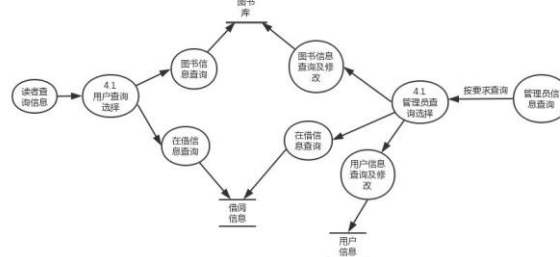 图书
库
图书信
息查询
图书信息
查询及修
改
读者查
询信息
4.1
用户查询
选择
4.1
管理员查
询选择
按要求查询
管理员信
息查询
在借信
息查询
在借信
息查询
用户信息
查询及修
改
借阅
信息
用户
信息